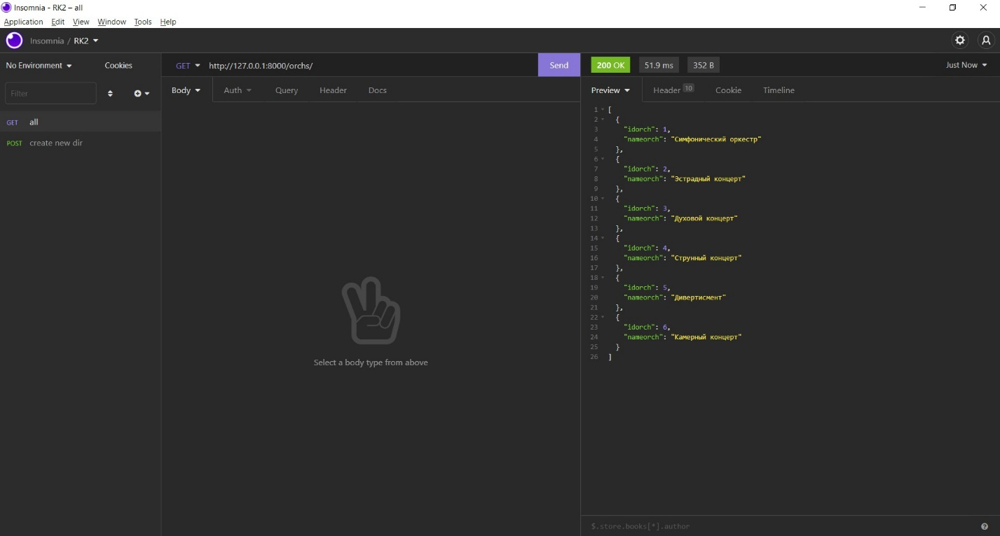 Insomnia - RK2 – all
Application Edit View Window Tools Help
Insomnia / RK2
No Environment Cookies
GET http://127.0.0.1:8000/orchs/ Send
200 OK 51.9 ms 352 B Just Now
Filter
Body Auth Query Header Docs
Preview Header 10 Cookie Timeline
GET all
POST create new dir
Select a body type from above
1 [
2 {
3 "idorch": 1,
4 "nameorch": "Симфонический оркестр"
5 },
6 {
7 "idorch": 2,
8 "nameorch": "Эстрадный концерт"
9 },
10 {
11 "idorch": 3,
12 "nameorch": "Духовой концерт"
13 },
14 {
15 "idorch": 4,
16 "nameorch": "Струнный концерт"
17 },
18 {
19 "idorch": 5,
20 "nameorch": "Дивертисмент"
21 },
22 {
23 "idorch": 6,
24 "nameorch": "Камерный концерт"
25 }
26 ]
$.store.books[*].author